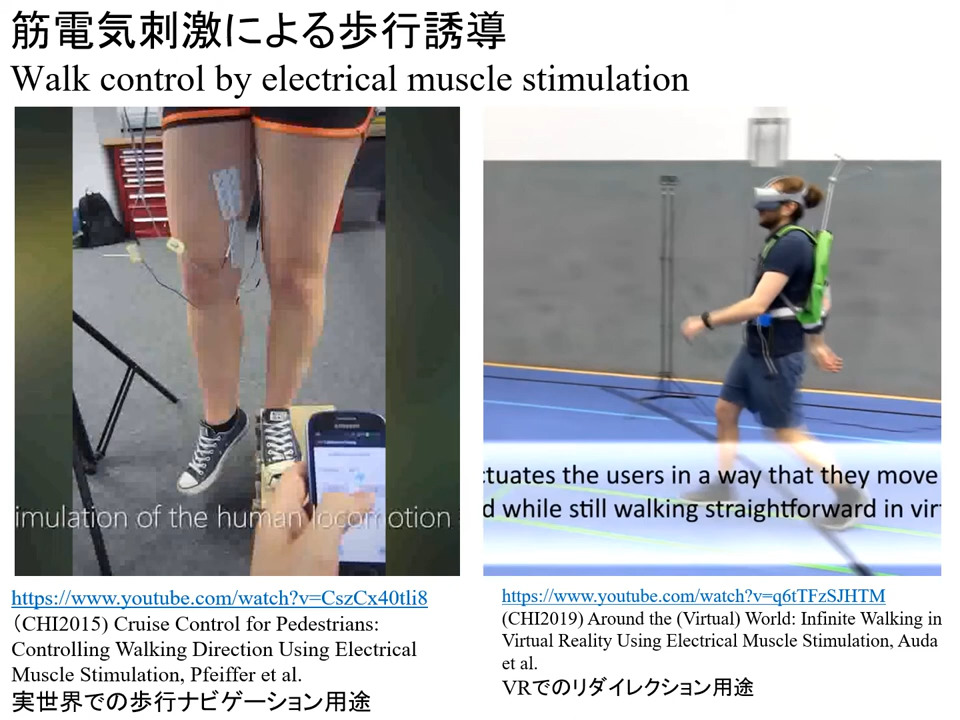 筋電気刺激による歩行誘導
Walk control by electrical muscle stimulation
SAMSUNG
imulation of the human locomotion
ctuates the users in a way that they move
d while still walking straightforward in vir
https://www.youtube.com/watch?v=CszCx40tli8
（CHI2015) Cruise Control for Pedestrians:
Controlling Walking Direction Using Electrical
Muscle Stimulation, Pfeiffer et al.
実世界での歩行ナビゲーション用途
https://www.youtube.com/watch?v=q6tTFzSJHTM
(CHI2019) Around the (Virtual) World: Infinite Walking in
Virtual Reality Using Electrical Muscle Stimulation, Auda
et al.
VRでのリダイレクション用途